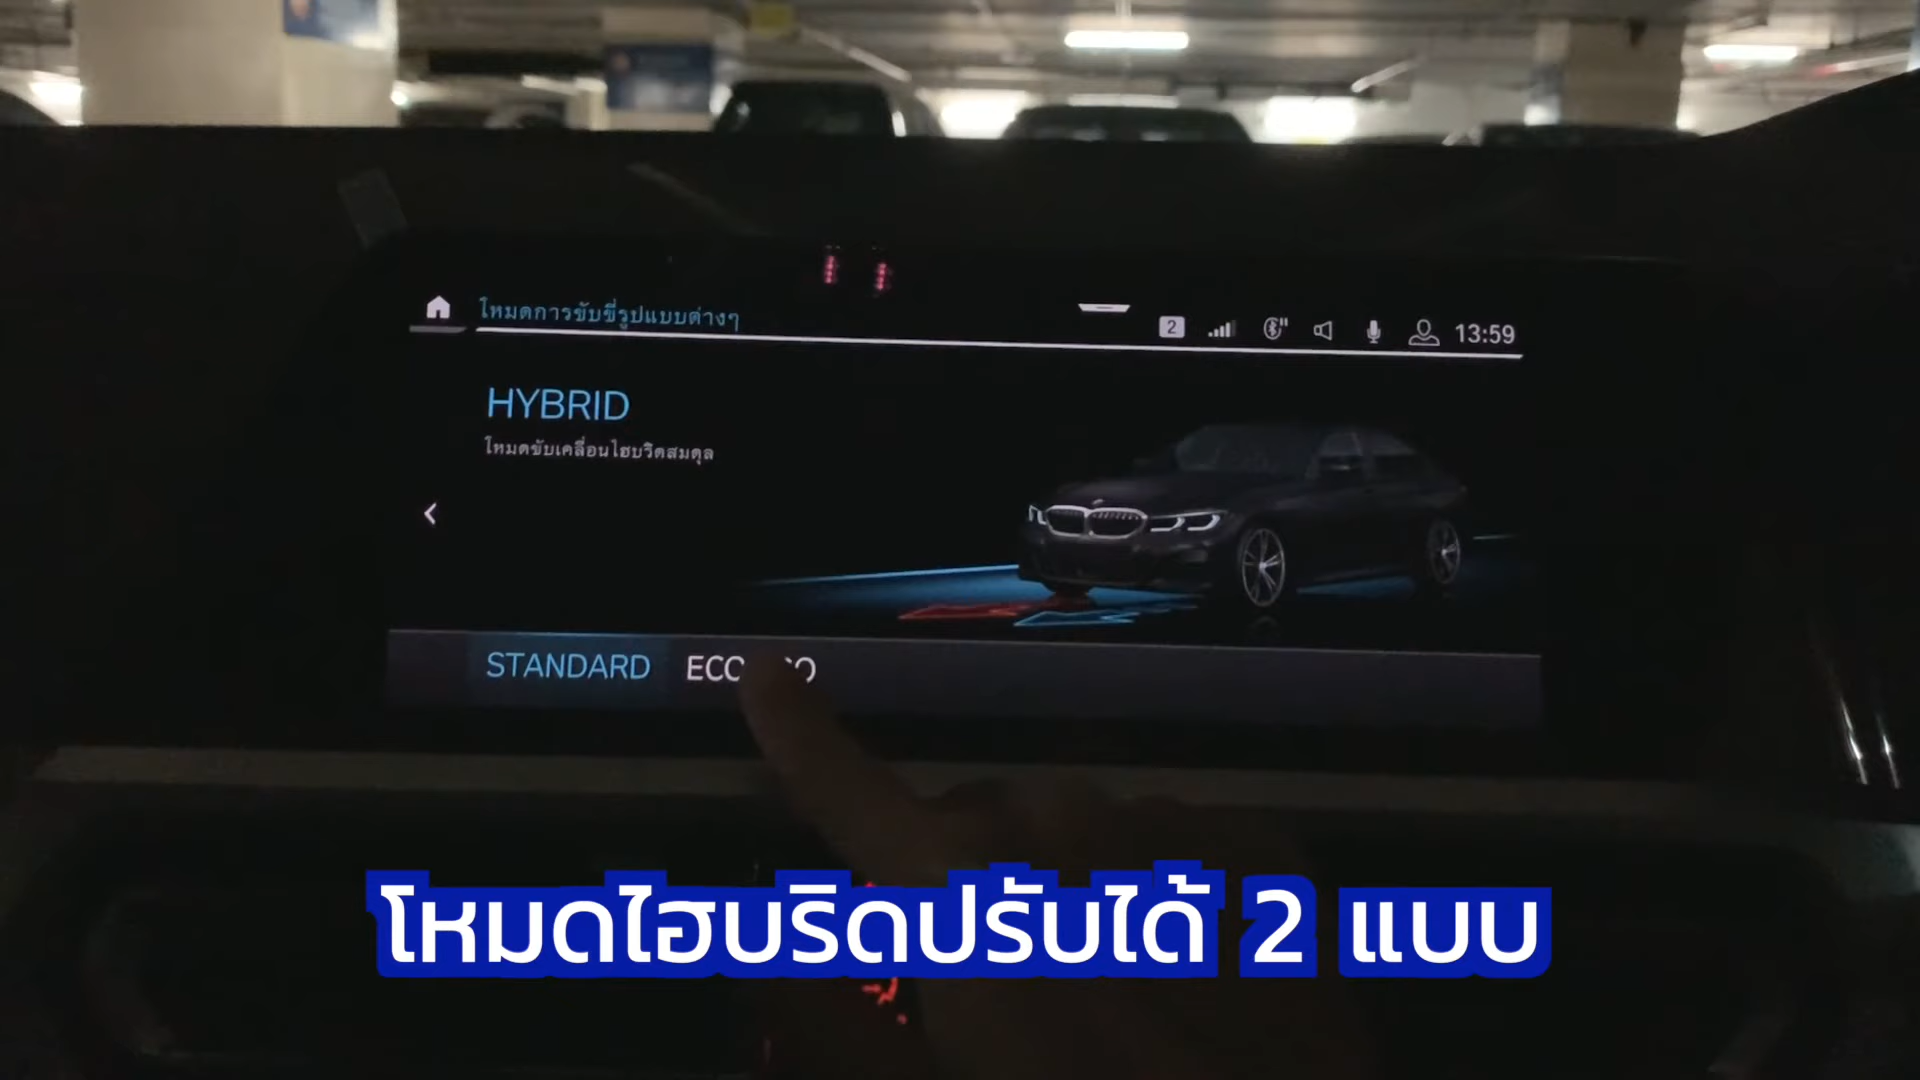 โหมดการขับขี่รูปแบบต่างๆ
2
13:59
HYBRID
โหมดขับเคลื่อนไฮบริดสมดุล
STANDARD
โหมดไฮบริดปรับได้ 2 แบบ